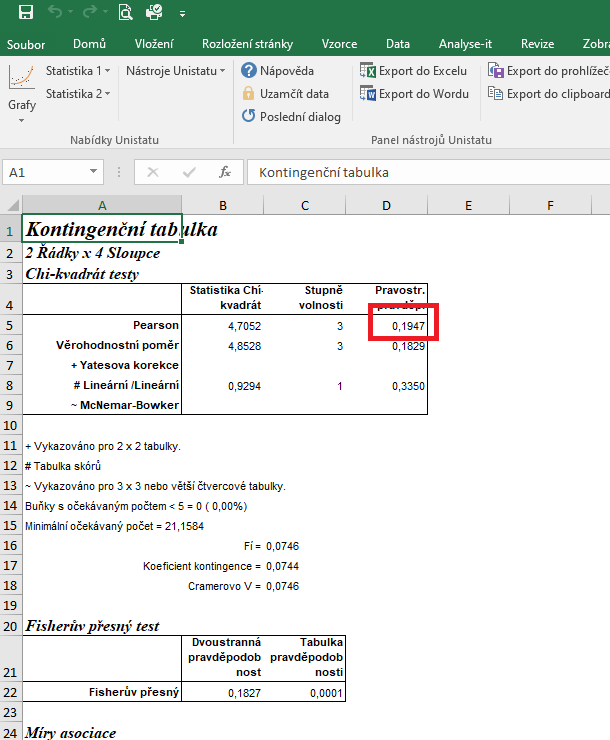 Soubor Domů Vložení Rozložení stránky Vzorce Data Analyse-it Revize Zobra
Grafy
Statistika 1
Statistika 2
Nástroje Unistatu
Nápověda
Uzamčít data
Poslední dialog
Export do Excelu
Export do Wordu
Export do prohlížeč
Export do clipboard
Nabídky Unistatu
Panel nástrojů Unistatu
A1 fx Kontingenční tabulka
A B C D E F
1 Kontingenční tabulka
2 2 Řádky x 4 Sloupce
3 Chi-kvadrát testy
4 Statistika Chí-kvadrát Stupně volnosti Pravostr. pravděp.
5 Pearson 4,7052 3 0,1947
6 Věrohodnostní poměr 4,8528 3 0,1829
7 + Yatesova korekce
8 # Lineární /Lineární 0,9294 1 0,3350
9 ~ McNemar-Bowker
10
11 + Vykazováno pro 2 x 2 tabulky.
12 # Tabulka skórů
13 ~ Vykazováno pro 3 x 3 nebo větší čtvercové tabulky.
14 Buňky s očekávaným počtem < 5 = 0 ( 0,00%)
15 Minimální očekávaný počet = 21,1584
16 Fí = 0,0746
17 Koeficient kontingence = 0,0744
18 Cramerovo V = 0,0746
19
20 Fisherův přesný test
21 Dvoustranná pravděpodobnost Tabulka pravděpodobnosti
22 Fisherův přesný 0,1827 0,0001
23
24 Míry asociace